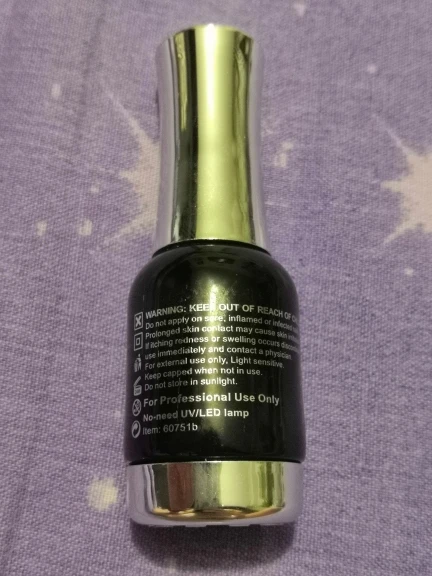 WARNING: KEEP OUT OF REACH OF
Do not apply on sore, inflamed or infected
Prolonged skin contact may cause skin
If itching redness or swelling occurs
use immediately and contact a physician.
For external use only, Light sensitive.
Keep capped when not in use.
Do not store in sunlight.
For Professional Use Only
No-need UV/LED lamp
Item: 60751b